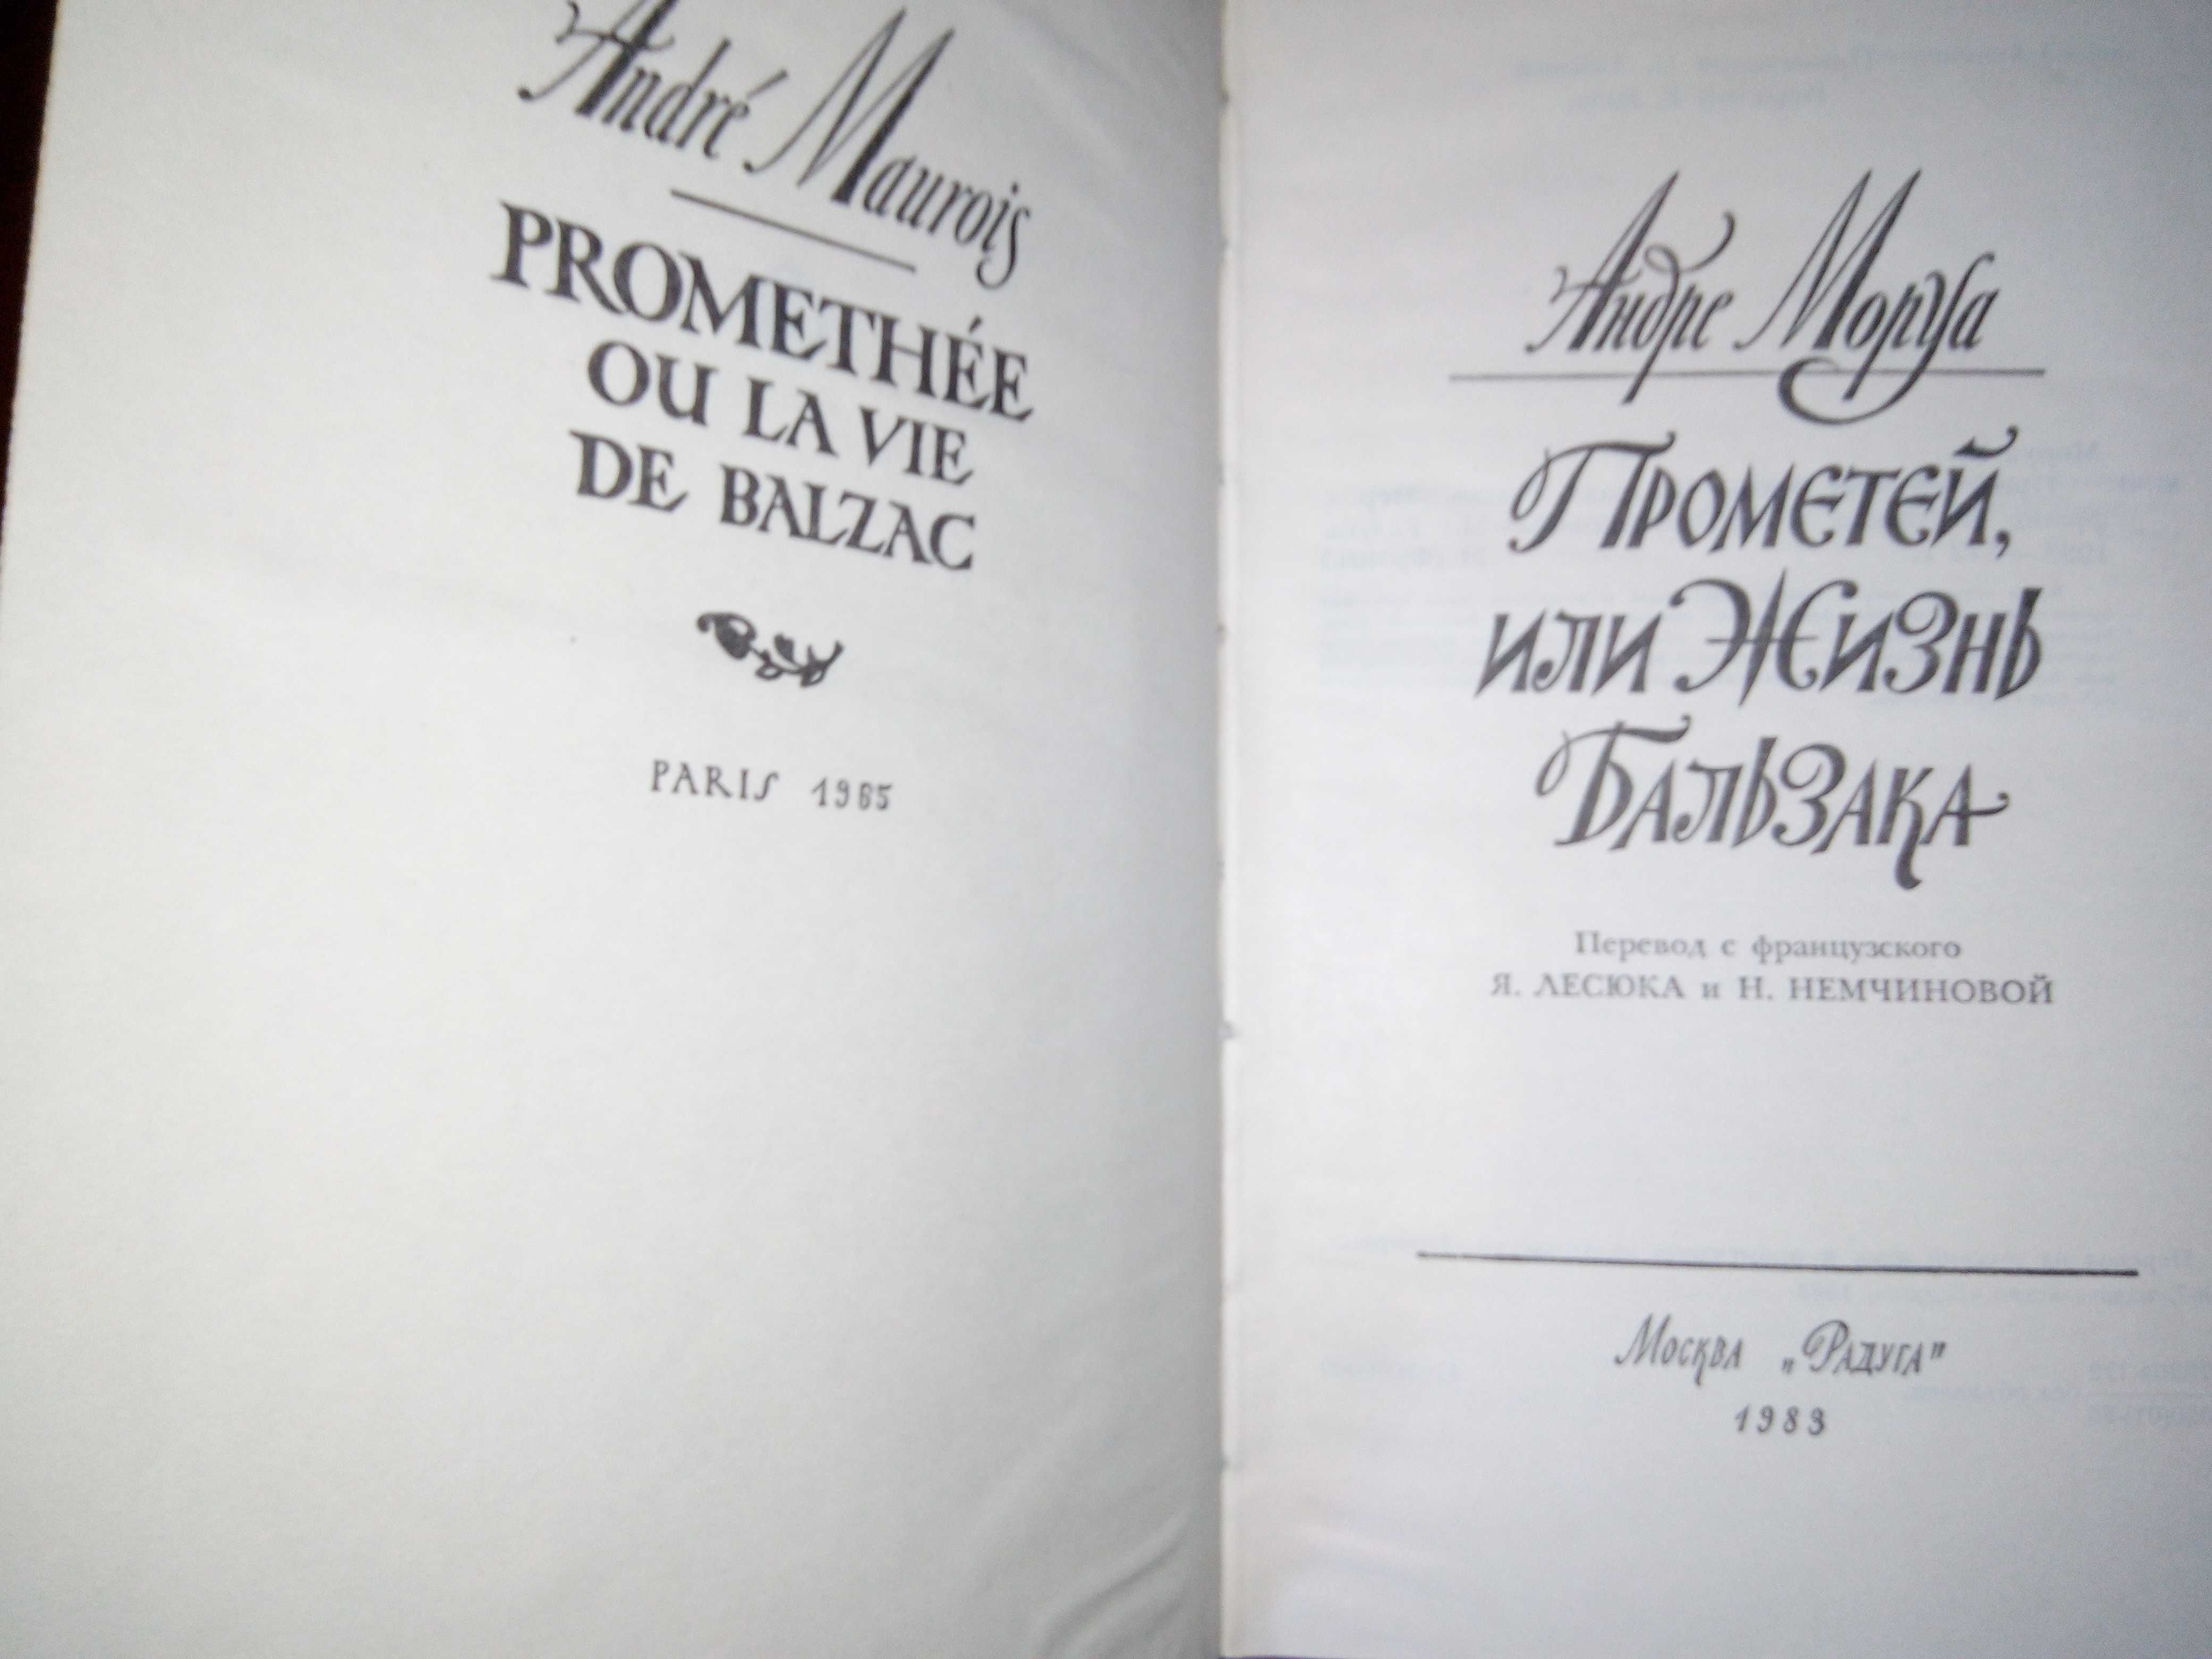 André Maurois
PROMETHÉE
OU LA VIE
DE BALZAC
PARIS 1965
Андре Моруа
Прометей,
или Жизнь
Бальзака
Перевод с французского
Я. ЛЕСЮКА и Н. НЕМЧИНОВОЙ
Москва „Радуга"
1983